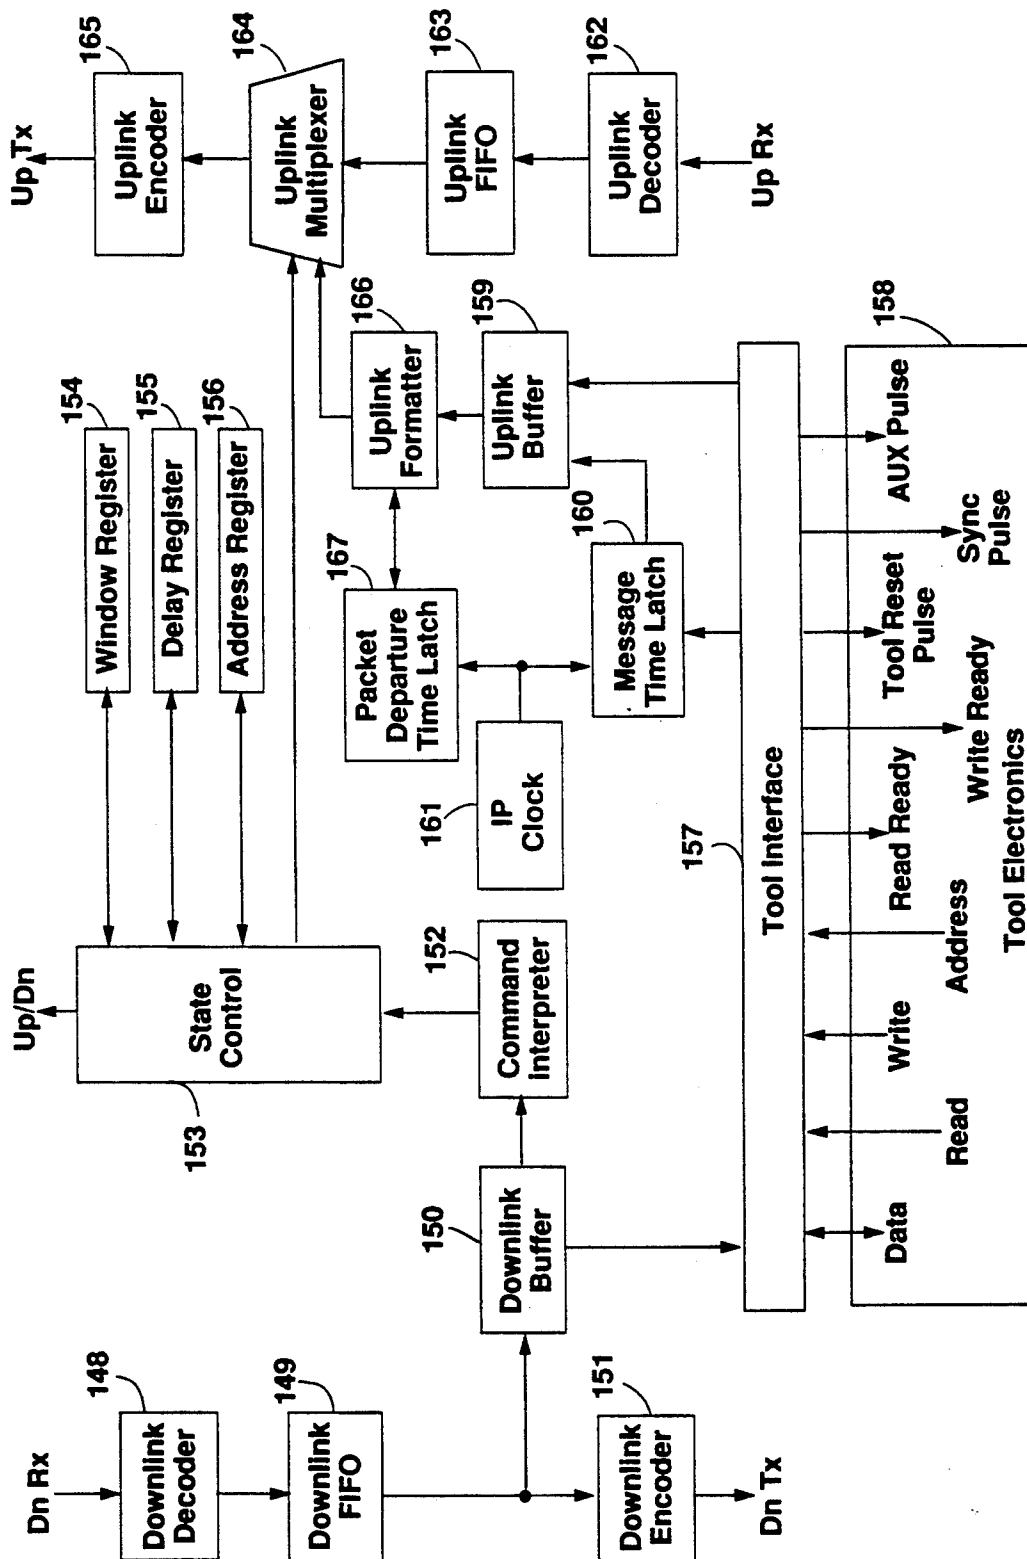 Dn Rx
148
Downlink
Decoder
149
Downlink
FIFO
151
Downlink
Encoder
Dn Tx
150
Downlink
Buffer
152
Command
interpreter
Up/Dn
State
Control
153
154
Window Register
155
Delay Register
156
Address Register
167
Packet
Departure
Time Latch
161
IP
Clock
160
Message
Time Latch
166
Uplink
Formatter
159
Uplink
Buffer
Up Tx
165
Uplink
Encoder
164
Uplink
Multiplexer
163
Uplink
FIFO
162
Uplink
Decoder
Up Rx
157
Tool Interface
158
Data
Read
Write
Address
Read Ready
Write Ready
Tool Reset
Pulse
Sync
Pulse
AUX Pulse
Tool Electronics